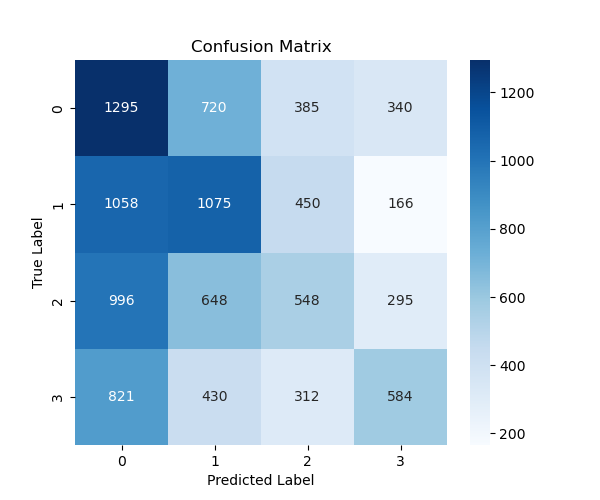 Confusion Matrix
0 1295 720 385 340
1 1058 1075 450 166
2 996 648 548 295
3 821 430 312 584
0 1 2 3
Predicted Label
True Label
1200
1000
800
600
400
200